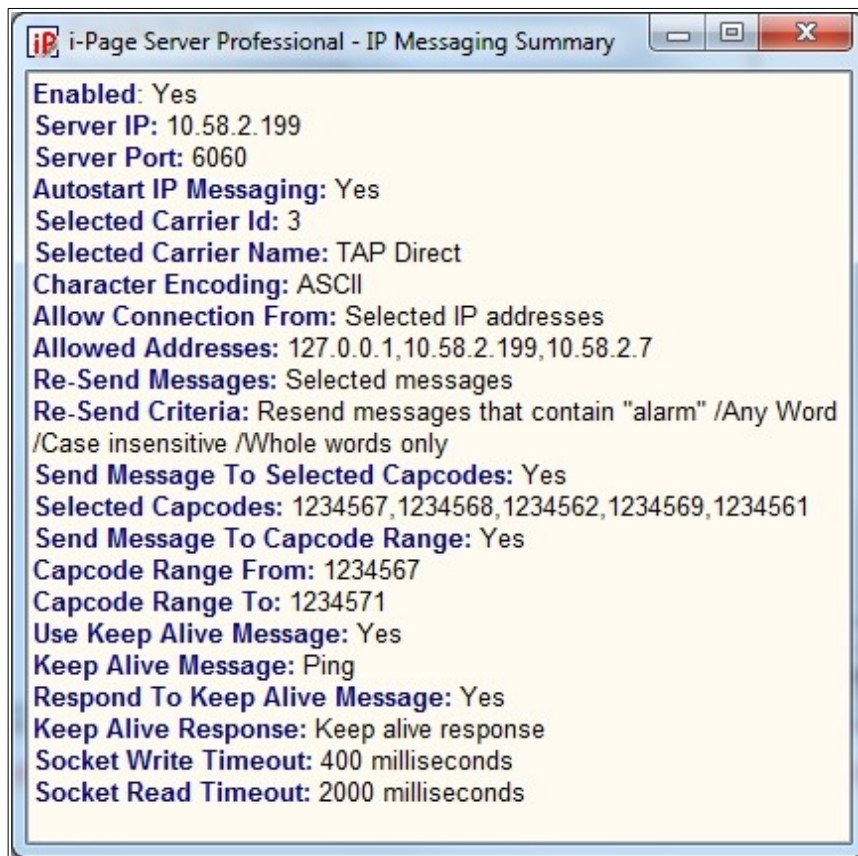 iP i-Page Server Professional - IP Messaging Summary
Enabled: Yes
Server IP: 10.58.2.199
Server Port: 6060
Autostart IP Messaging: Yes
Selected Carrier Id: 3
Selected Carrier Name: TAP Direct
Character Encoding: ASCII
Allow Connection From: Selected IP addresses
Allowed Addresses: 127.0.0.1,10.58.2.199,10.58.2.7
Re-Send Messages: Selected messages
Re-Send Criteria: Resend messages that contain "alarm" /Any Word
/Case insensitive /Whole words only
Send Message To Selected Capcodes: Yes
Selected Capcodes: 1234567,1234568,1234562,1234569,1234561
Send Message To Capcode Range: Yes
Capcode Range From: 1234567
Capcode Range To: 1234571
Use Keep Alive Message: Yes
Keep Alive Message: Ping
Respond To Keep Alive Message: Yes
Keep Alive Response: Keep alive response
Socket Write Timeout: 400 milliseconds
Socket Read Timeout: 2000 milliseconds